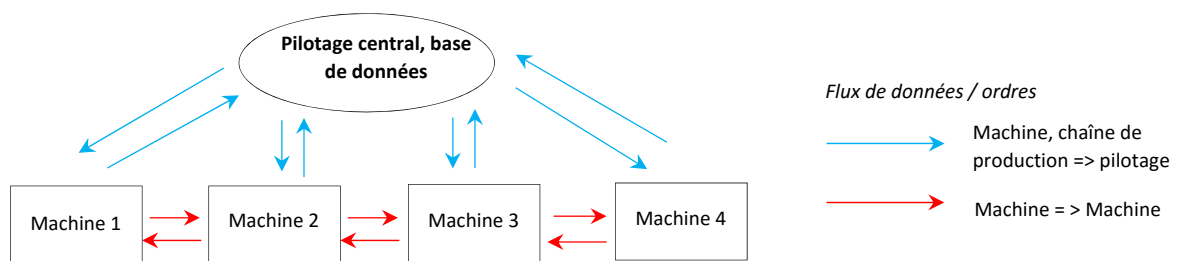 Pilotage central, base
de données
Flux de données / ordres
Machine, chaîne de
production => pilotage
Machine 1
Machine 2
Machine 3
Machine 4
Machine = > Machine